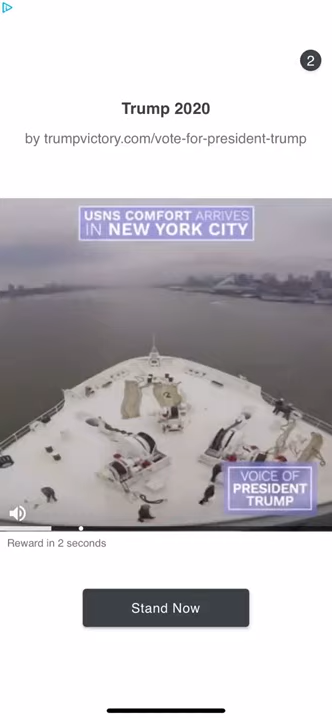 2
Trump 2020
by trumpvictory.com/vote-for-president-trump
USNS COMFORT ARRIVES
IN NEW YORK CITY
VOICE OF
PRESIDENT
TRUMP
Reward in 2 seconds
Stand Now